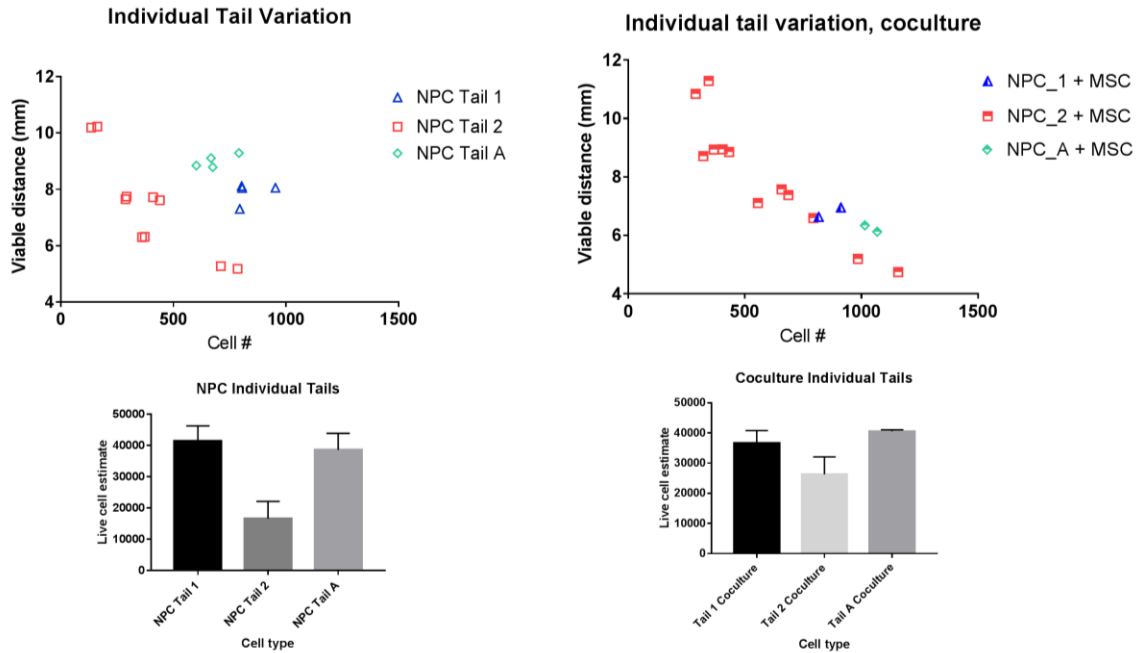 Individual Tail Variation
12
10
8
6
4
0
500
1000
1500
Viable distance (mm)
Cell #
NPC Tail 1
NPC Tail 2
NPC Tail A
Individual tail variation, coculture
12
10
8
6
4
0
500
1000
1500
Viable distance (mm)
Cell #
NPC_1 + MSC
NPC_2 + MSC
NPC_A + MSC
NPC Individual Tails
50000
40000
30000
20000
10000
0
Live cell estimate
NPC Tail 1
NPC Tail 2
NPC Tail A
Cell type
Coculture Individual Tails
50000
40000
30000
20000
10000
0
Live cell estimate
Tail 1 Coculture
Tail 2 Coculture
Tail A Coculture
Cell type